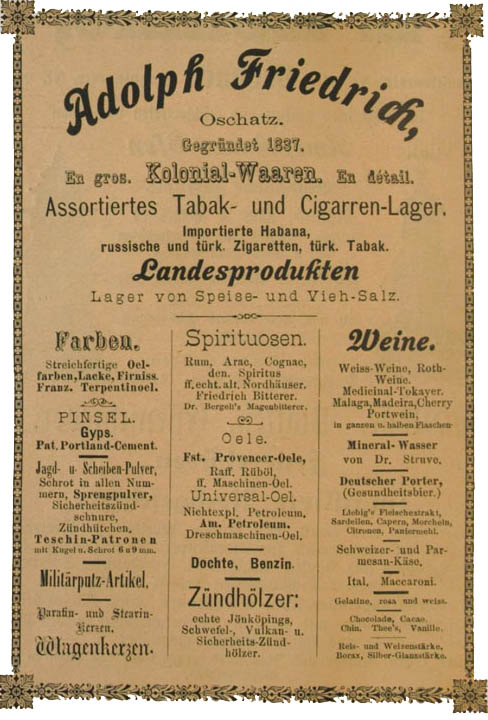 Adolph Friedrich,
Oschatz.
Gegründet 1837.
En gros. Kolonial-Waaren. En détail.
Assortiertes Tabak- und Cigarren-Lager.
Importierte Habana,
russische und türk. Zigaretten, türk. Tabak.
Landesprodukten
Lager von Speise- und Vieh-Salz.
Farben.
Streichfertige Oel-
farben, Lacke, Firniss.
Franz. Terpentinoel.
PINSEL.
Gyps.
Pat. Portland-Cement.
Jagd- u. Scheiben-Pulver,
Schrot in allen Num-
mern, Sprengpulver,
Sicherheitszünd-
schnure,
Zündhütchen,
Teschin-Patronen
mit Kugel u. Schrot 6 u 9 mm.
Militärputz-Artikel.
Parafin- und Stearin-
Kerzen.
Wagenkerzen.
Spirituosen.
Rum, Arac, Cognac,
den. Spiritus
ff. echt. alt. Nordhäuser.
Friedrich Bitterer.
Dr. Bergelt's Magenbitterer.
Oele.
Fst. Provencer-Oele,
Raff. Rüböl,
ff. Maschinen-Oel.
Universal-Oel.
Nichtexpl. Petroleum,
Am. Petroleum.
Dreschmaschinen-Oel.
Dochte, Benzin.
Zündhölzer:
echte Jönköpings,
Schwefel-, Vulkan- u.
Sicherheits-Zünd-
hölzer.
Weine.
Weiss-Weine, Roth-
Weine.
Medicinal-Tokayer.
Malaga, Madeira, Cherry
Portwein,
in ganzen u. halben Flaschen
Mineral-Wasser
von Dr. Struve.
Deutscher Porter,
(Gesundheitsbier.)
Liebig's Fleischextrakt,
Sardellen, Capern, Morcheln,
Citronen, Paniermehl.
Schweizer- und Par-
mesan-Käse.
Ital. Maccaroni.
Gelatine, rosa und weiss.
Chocolade, Cacao.
Chin. Thee's, Vanille.
Reis- und Weizenstärke.
Borax, Silber-Glanzstärke.